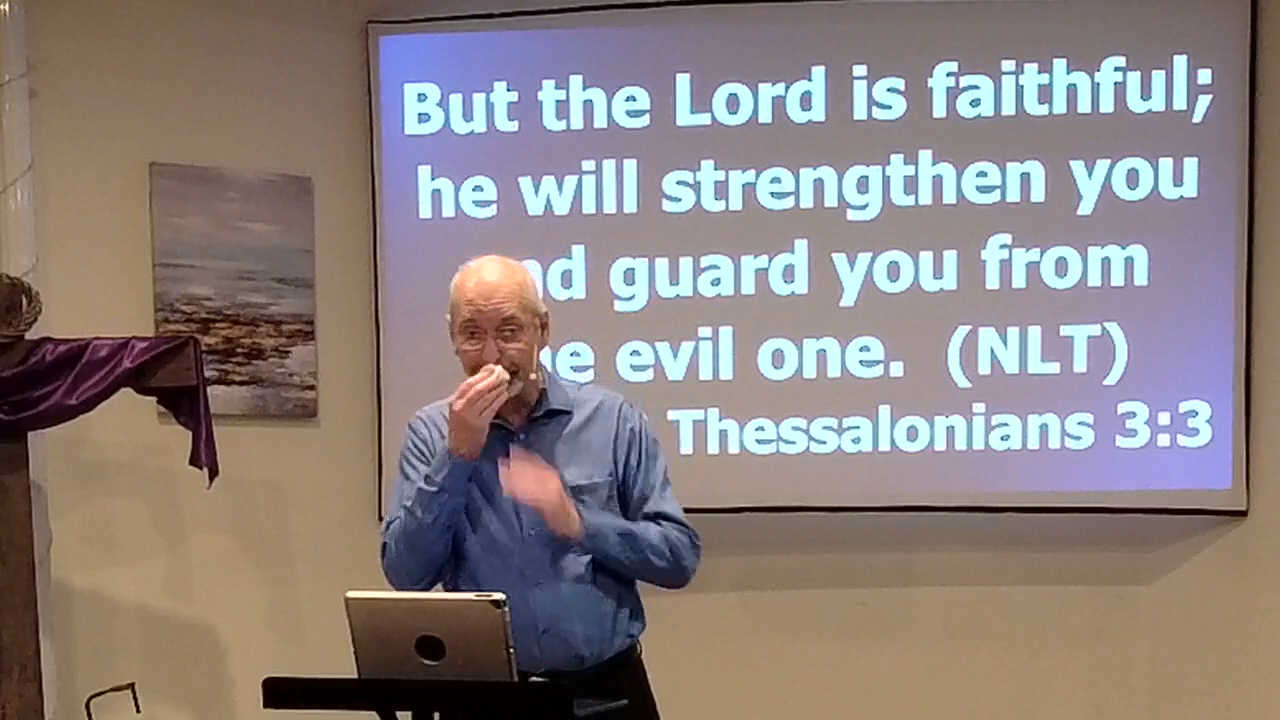 But the Lord is faithful;
he will strengthen you
nd guard you from
e evil one. (NLT)
Thessalonians 3:3